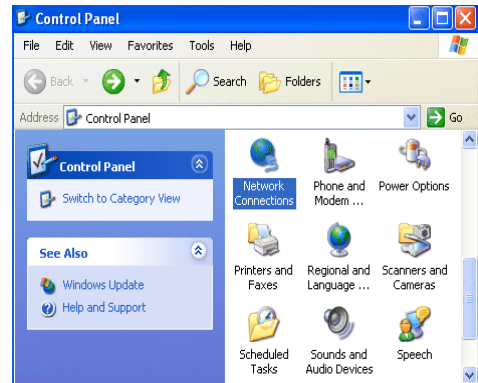 Control Panel
File Edit View Favorites Tools Help
Back Search Folders
Address Control Panel Go
Control Panel
Switch to Category View
See Also
Windows Update
Help and Support
Network Connections
Phone and Modem ...
Power Options
Printers and Faxes
Regional and Language ...
Scanners and Cameras
Scheduled Tasks
Sounds and Audio Devices
Speech